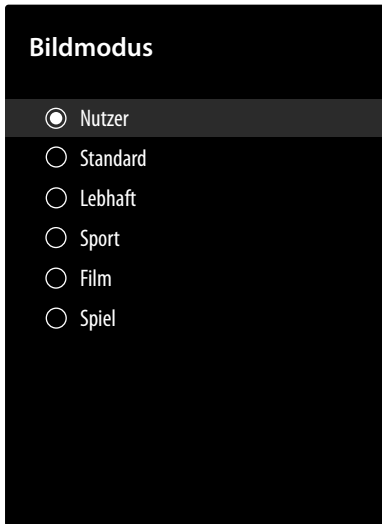 Bildmodus
Nutzer
Standard
Lebhaft
Sport
Film
Spiel